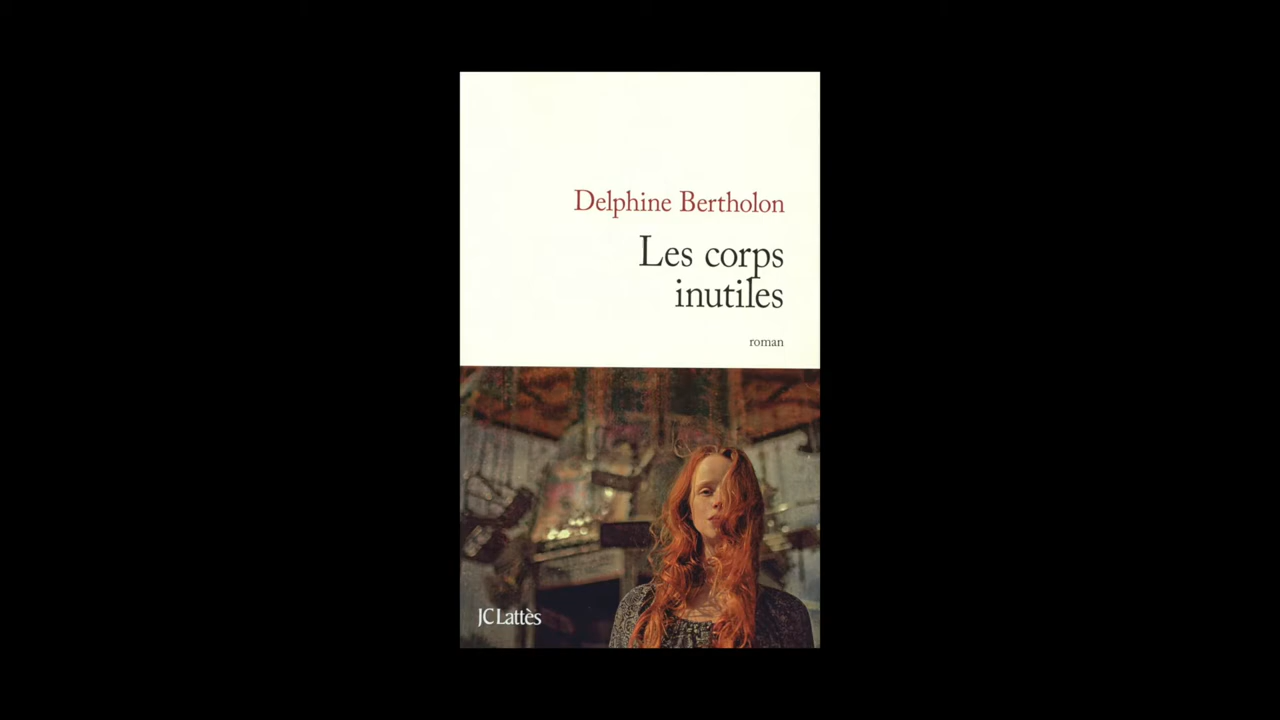 Delphine Bertholon
Les corps
inutiles
roman
JC Lattès